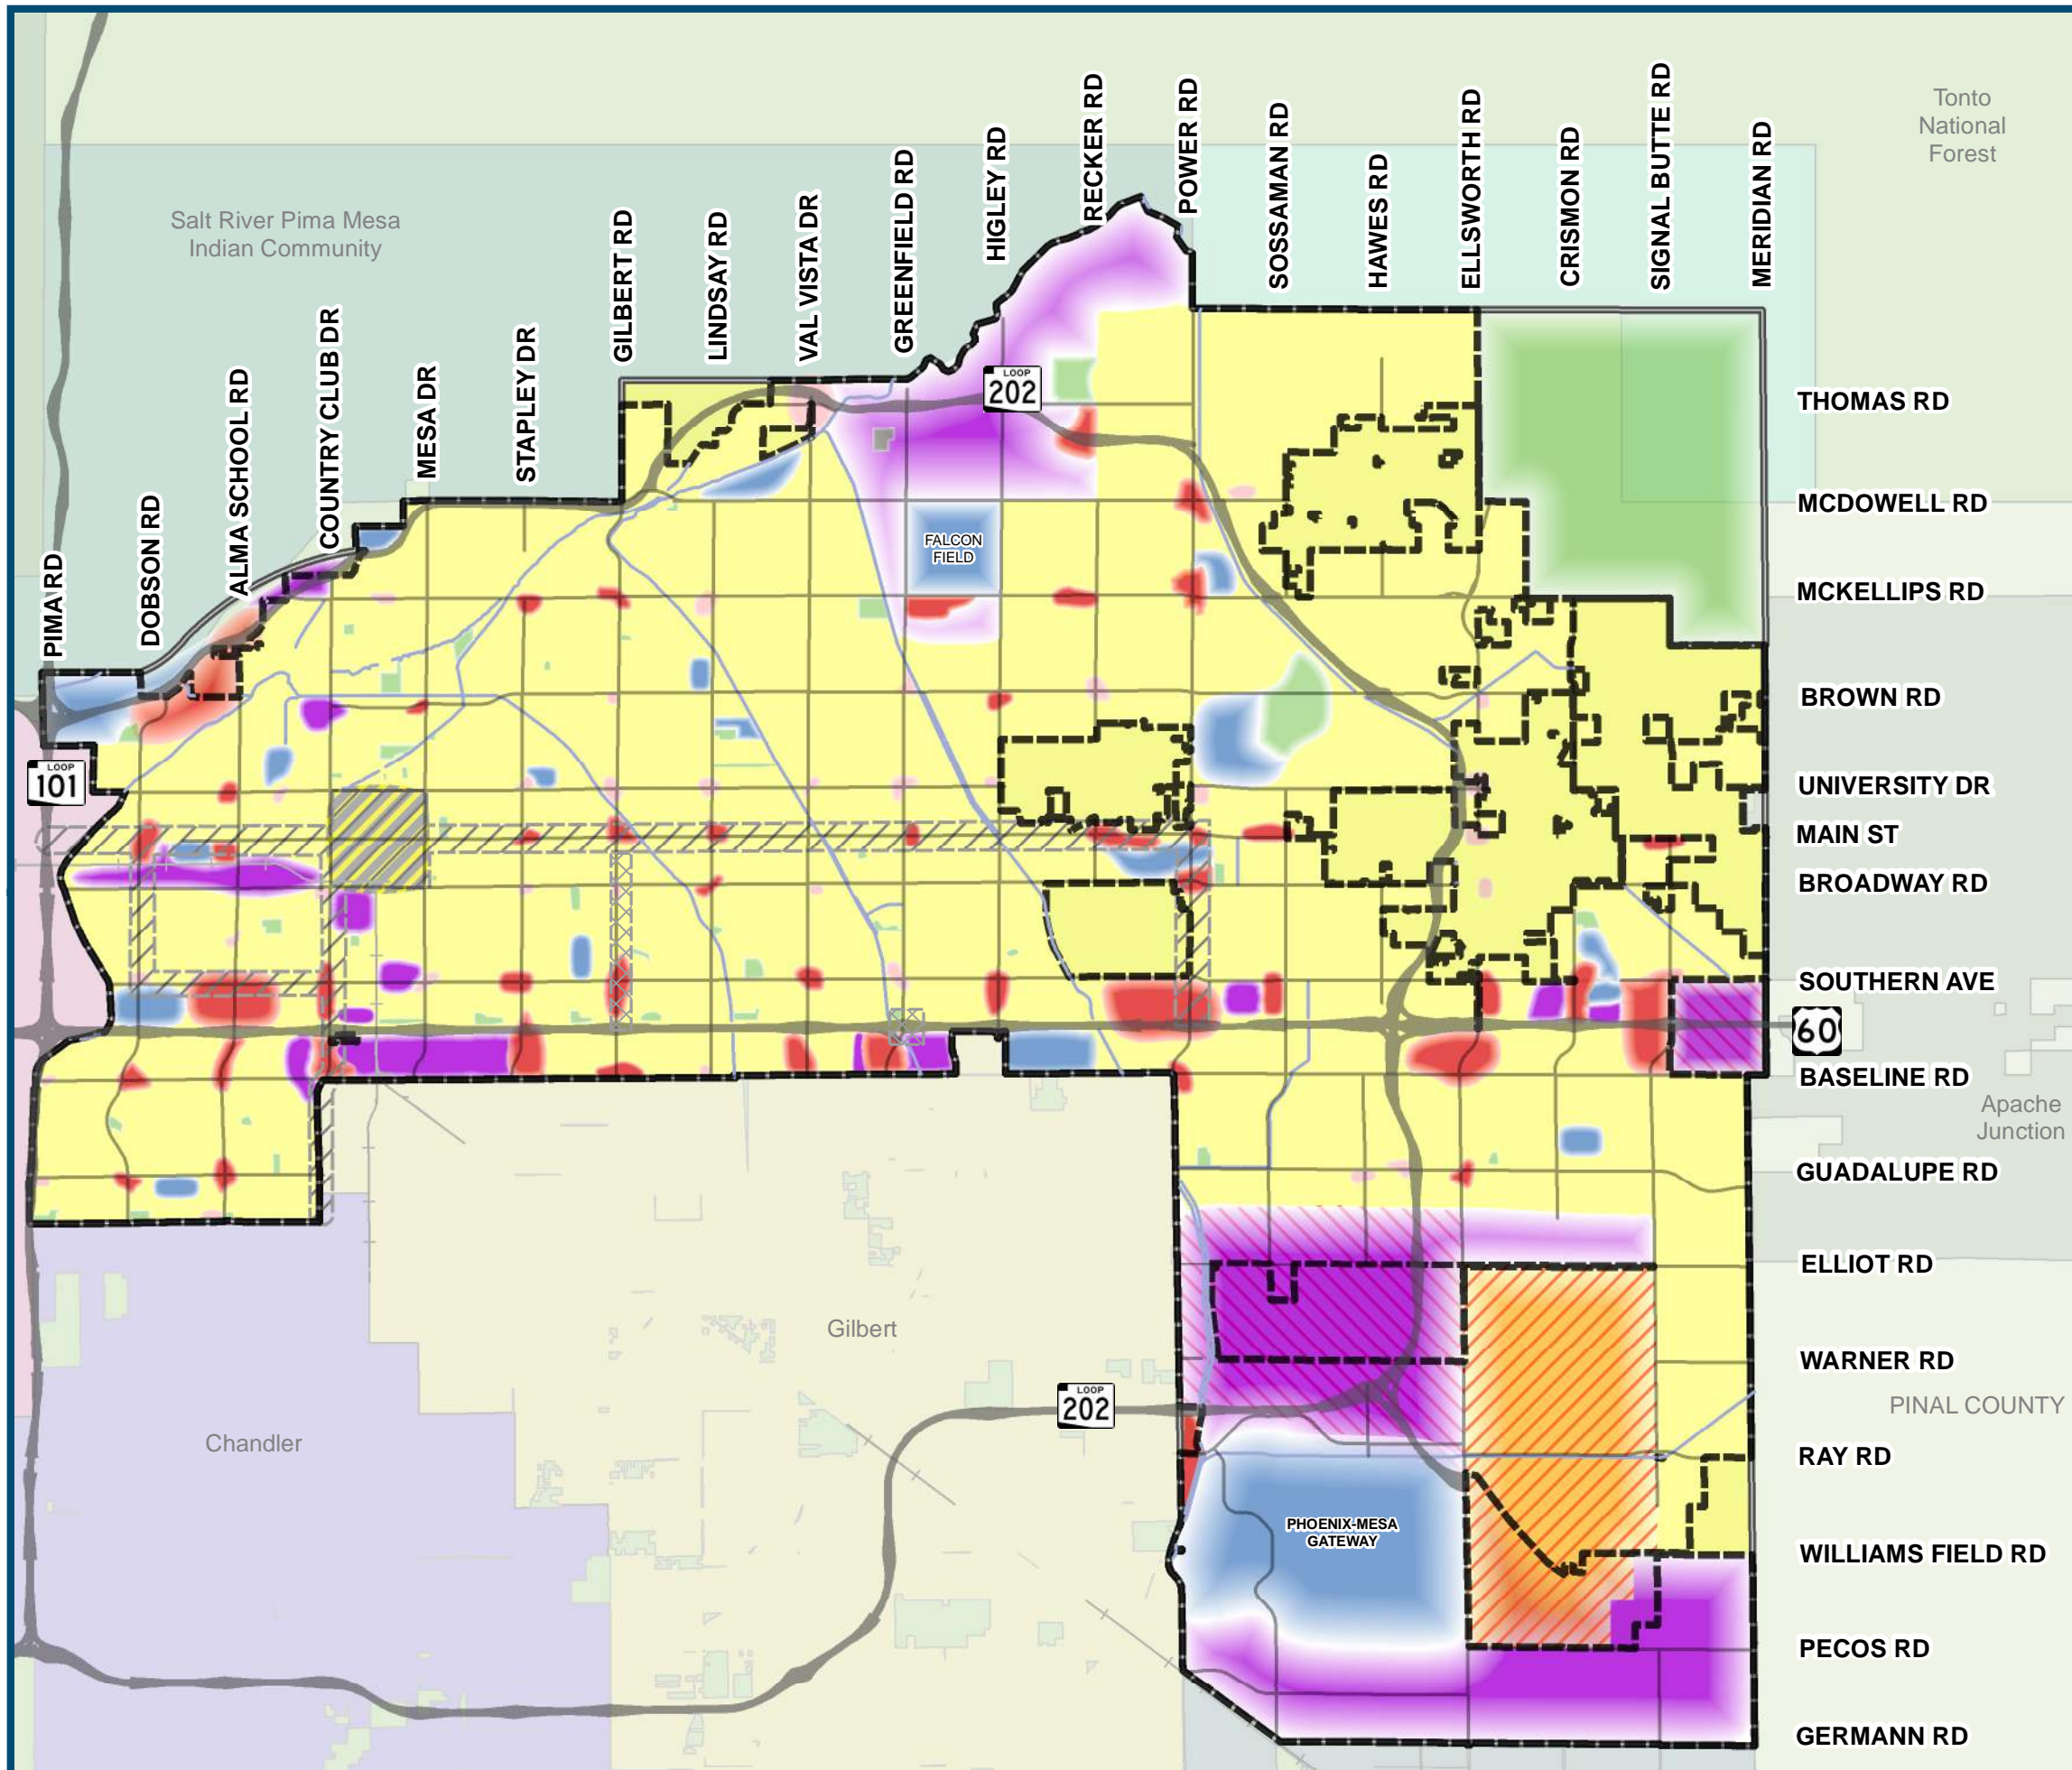 Tonto
National
Forest
Salt River Pima Mesa
Indian Community
PIMA RD
DOBSON RD
ALMA SCHOOL RD
COUNTRY CLUB DR
MESA DR
STAPLEY DR
GILBERT RD
LINDSAY RD
VAL VISTA DR
GREENFIELD RD
HIGLEY RD
RECKER RD
POWER RD
SOSSAMAN RD
HAWES RD
ELLSWORTH RD
CRISMON RD
SIGNAL BUTTE RD
MERIDIAN RD
LOOP
202
THOMAS RD
MCDOWELL RD
FALCON
FIELD
MCKELLIPS RD
BROWN RD
LOOP
101
UNIVERSITY DR
MAIN ST
BROADWAY RD
SOUTHERN AVE
60
BASELINE RD
Apache
Junction
GUADALUPE RD
ELLIOT RD
Gilbert
WARNER RD
LOOP
202
PINAL COUNTY
Chandler
RAY RD
PHOENIX-MESA
GATEWAY
WILLIAMS FIELD RD
PECOS RD
GERMANN RD